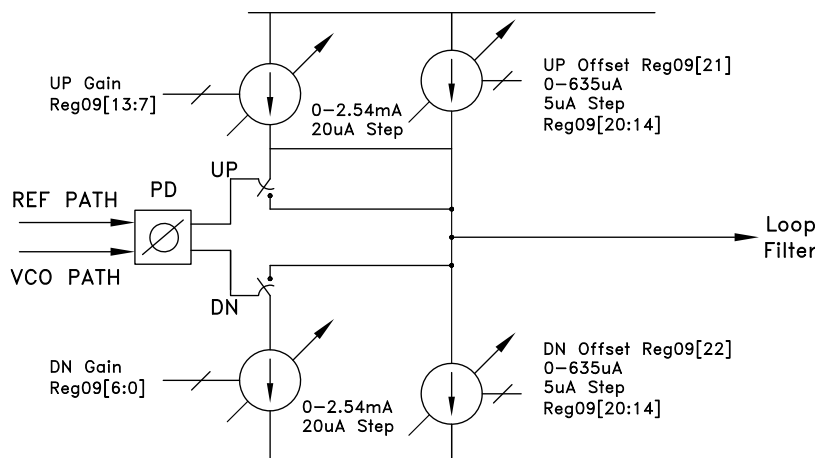 UP Gain
Reg09[13:7]
0-2.54mA
20uA Step
UP Offset Reg09[21]
0-635uA
5uA Step
Reg09[20:14]
UP
PD
REF PATH
VCO PATH
DN
Loop
Filter
DN Gain
Reg09[6:0]
0-2.54mA
20uA Step
DN Offset Reg09[22]
0-635uA
5uA Step
Reg09[20:14]